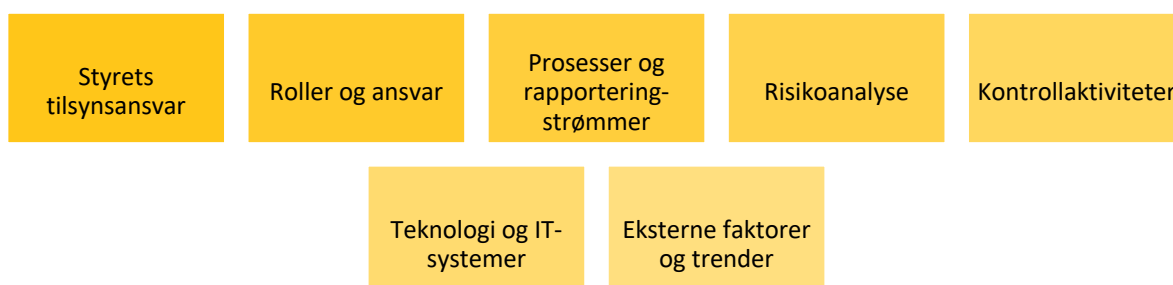 Styrets
tilsynsansvar
Roller og ansvar
Prosesser og
rapportering-
strømmer
Risikoanalyse
Kontrollaktiviteter
Teknologi og IT-
systemer
Eksterne faktorer
og trender